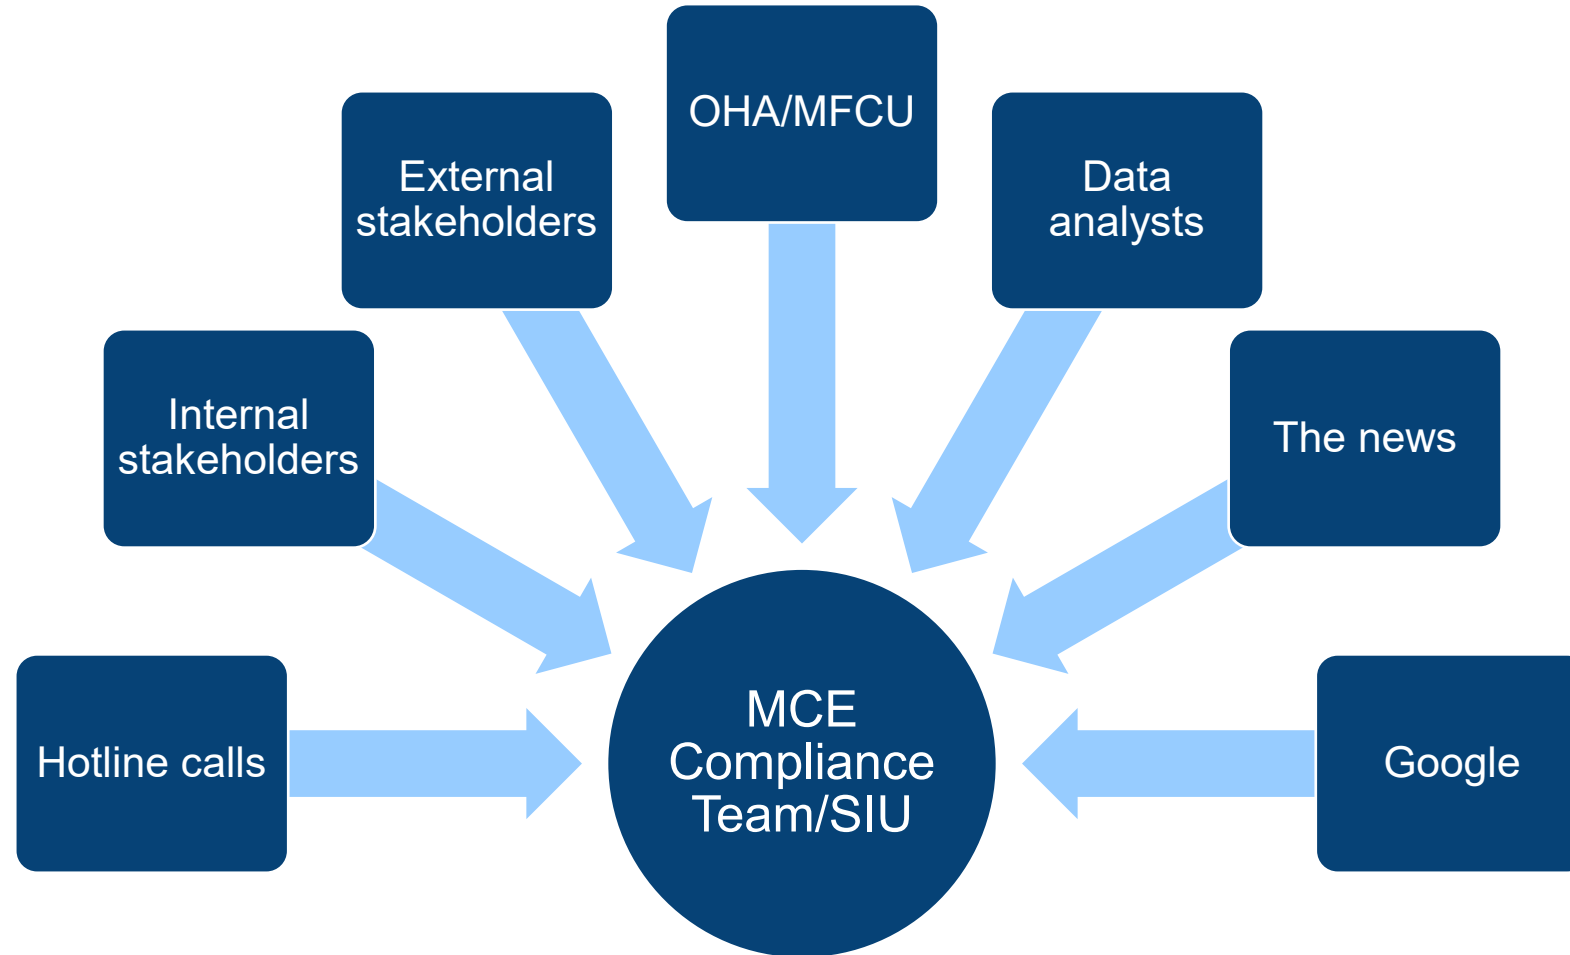 OHA/MFCU
External
stakeholders
Data
analysts
Internal
stakeholders
The news
Hotline calls
MCE
Compliance
Team/SIU
Google